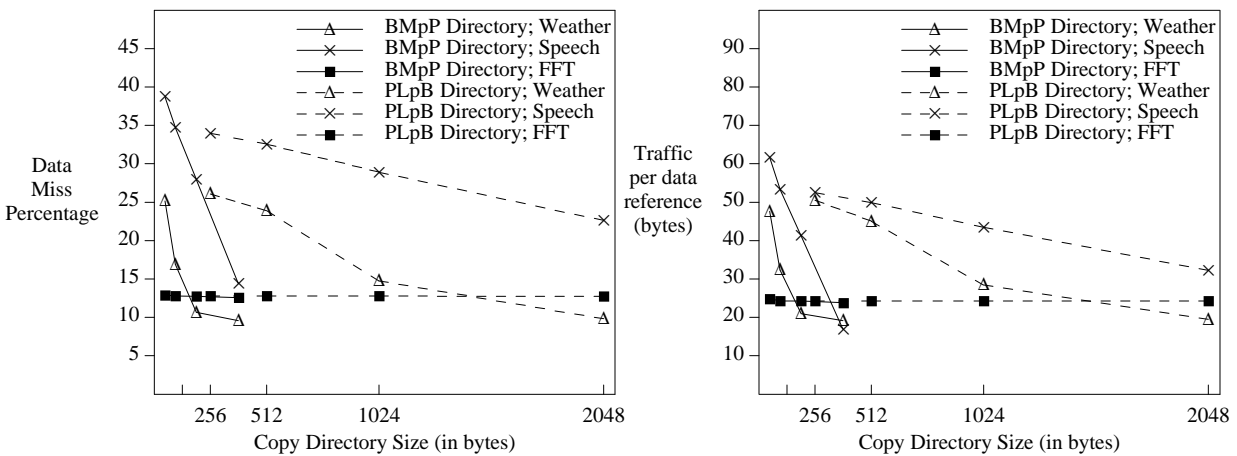 45
40
35
30
25
20
15
10
5
Data
Miss
Percentage
BMpP Directory; Weather
BMpP Directory; Speech
BMpP Directory; FFT
PLpB Directory; Weather
PLpB Directory; Speech
PLpB Directory; FFT
256 512 1024 2048
Copy Directory Size (in bytes)
90
80
70
60
50
40
30
20
10
Traffic
per data
reference
(bytes)
BMpP Directory; Weather
BMpP Directory; Speech
BMpP Directory; FFT
PLpB Directory; Weather
PLpB Directory; Speech
PLpB Directory; FFT
256 512 1024 2048
Copy Directory Size (in bytes)